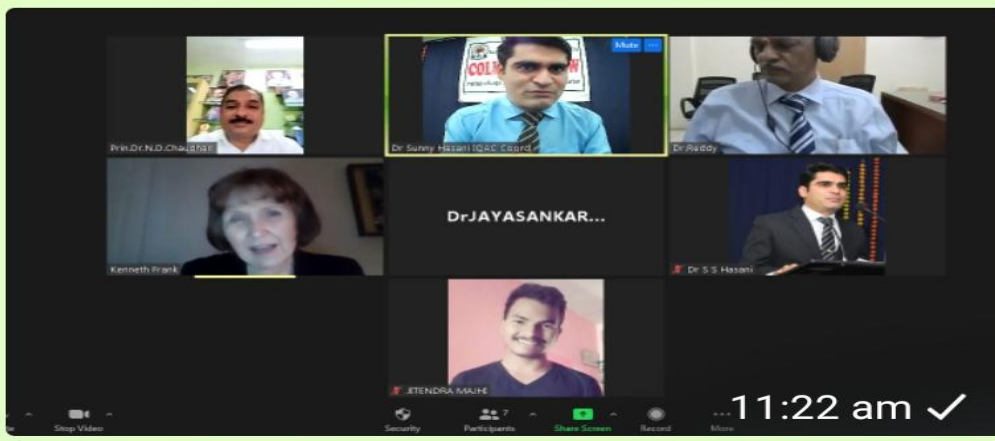 Mute ...
COL
Prin.Dr.N.D.Chaudhari
Dr Sunny Hasani IQAC Coord
Dr.Reddy
DrJAYASANKAR...
Kenneth Frank
Dr S S Hasani
JITENDRA MAJHI
Stop Video
Security
7
Participants
Share Screen
Record
More
11:22 am